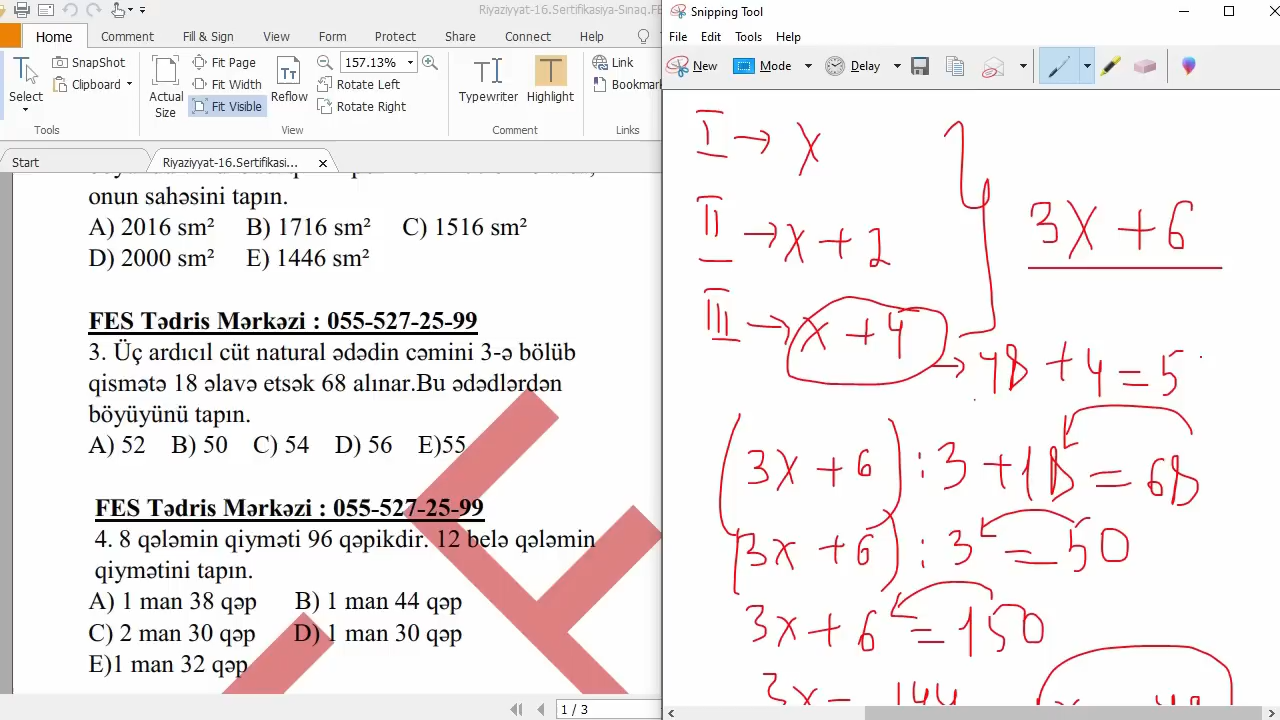 Riyaziyyat-16.Sertifikasiya-Sinaq.FE
Home Comment Fill & Sign View Form Protect Share Connect Help
Select
SnapShot
Clipboard
Tools
Actual Size
Fit Page
Fit Width
Fit Visible
Reflow
157.13%
Rotate Left
Rotate Right
View
Typewriter
Highlight
Comment
Link
Bookmar
Links
Start
Riyaziyyat-16.Sertifikasi...
onun sahəsini tapın.
A) 2016 sm² B) 1716 sm² C) 1516 sm²
D) 2000 sm² E) 1446 sm²
FES Tədris Mərkəzi : 055-527-25-99
3. Üç ardıcıl cüt natural ədədin cəmini 3-ə bölüb
qismətə 18 əlavə etsək 68 alınar.Bu ədədlərdən
böyüyünü tapın.
A) 52 B) 50 C) 54 D) 56 E)55
FES Tədris Mərkəzi : 055-527-25-99
4. 8 qələmin qiyməti 96 qəpikdir. 12 belə qələmin
qiymətini tapın.
A) 1 man 38 qəp B) 1 man 44 qəp
C) 2 man 30 qəp D) 1 man 30 qəp
E)1 man 32 qəp
1 / 3
Snipping Tool
File Edit Tools Help
New Mode Delay
I → x
II → x + 2
3x + 6
III → x + 4 → 48 + 4 = 5
(3x + 6) : 3 + 18 = 68
(3x + 6) : 3 = 50
3x + 6 = 150
3x = 144